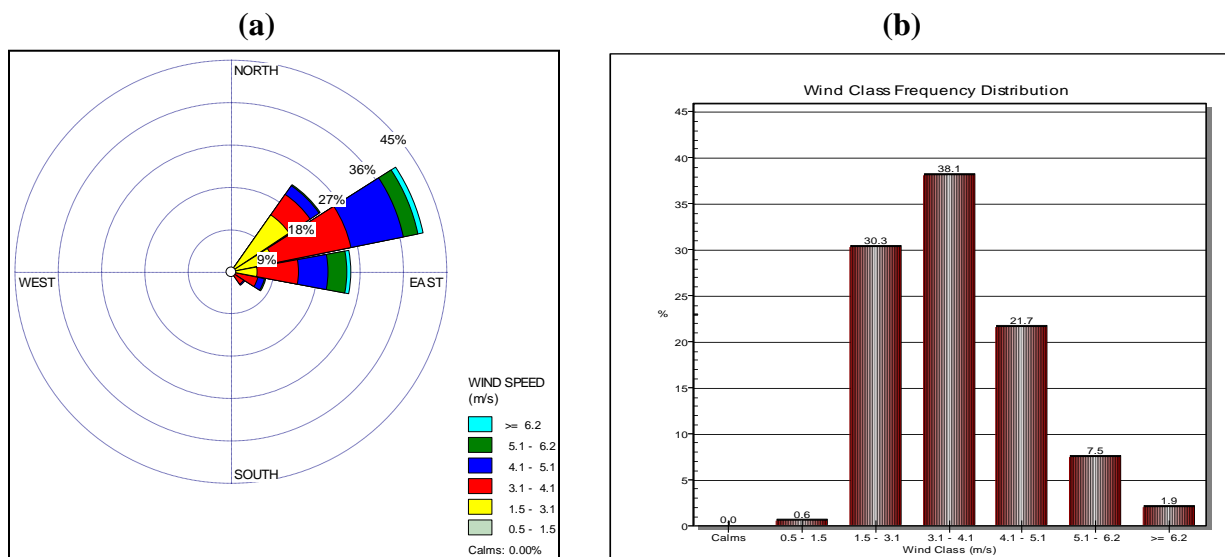 (a)
(b)
NORTH
45%
36%
27%
18%
9%
WEST
EAST
SOUTH
WIND SPEED
(m/s)
>= 6.2
5.1 - 6.2
4.1 - 5.1
3.1 - 4.1
1.5 - 3.1
0.5 - 1.5
Calms: 0.00%
Wind Class Frequency Distribution
45
40
35
30
25
20
15
10
5
0
%
0.0
0.6
30.3
38.1
21.7
7.5
1.9
Calms
0.5 - 1.5
1.5 - 3.1
3.1 - 4.1
4.1 - 5.1
5.1 - 6.2
>= 6.2
Wind Class (m/s)